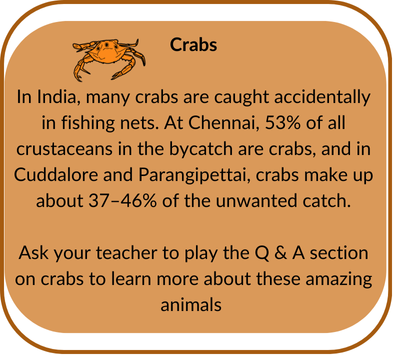 Crabs
In India, many crabs are caught accidentally
in fishing nets. At Chennai, 53% of all
crustaceans in the bycatch are crabs, and in
Cuddalore and Parangipettai, crabs make up
about 37–46% of the unwanted catch.
Ask your teacher to play the Q & A section
on crabs to learn more about these amazing
animals